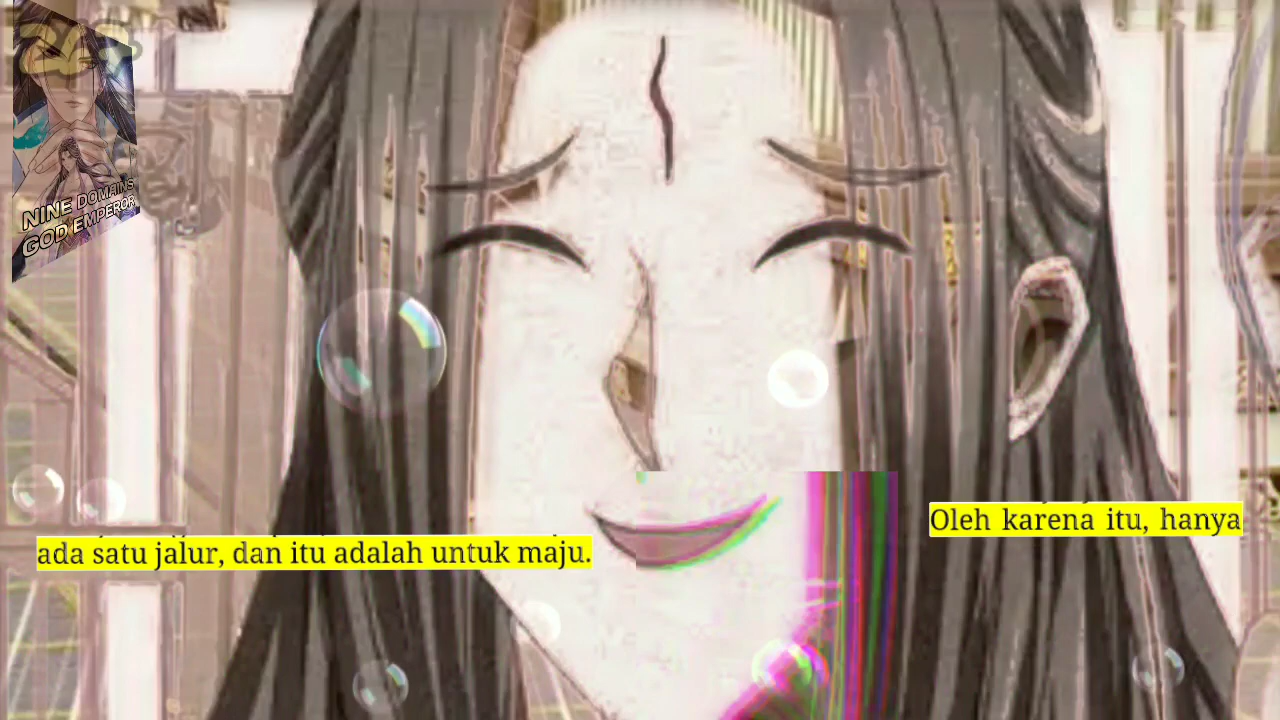 NINE DOMAINS
GOD EMPEROR
Oleh karena itu, hanya
ada satu jalur, dan itu adalah untuk maju.